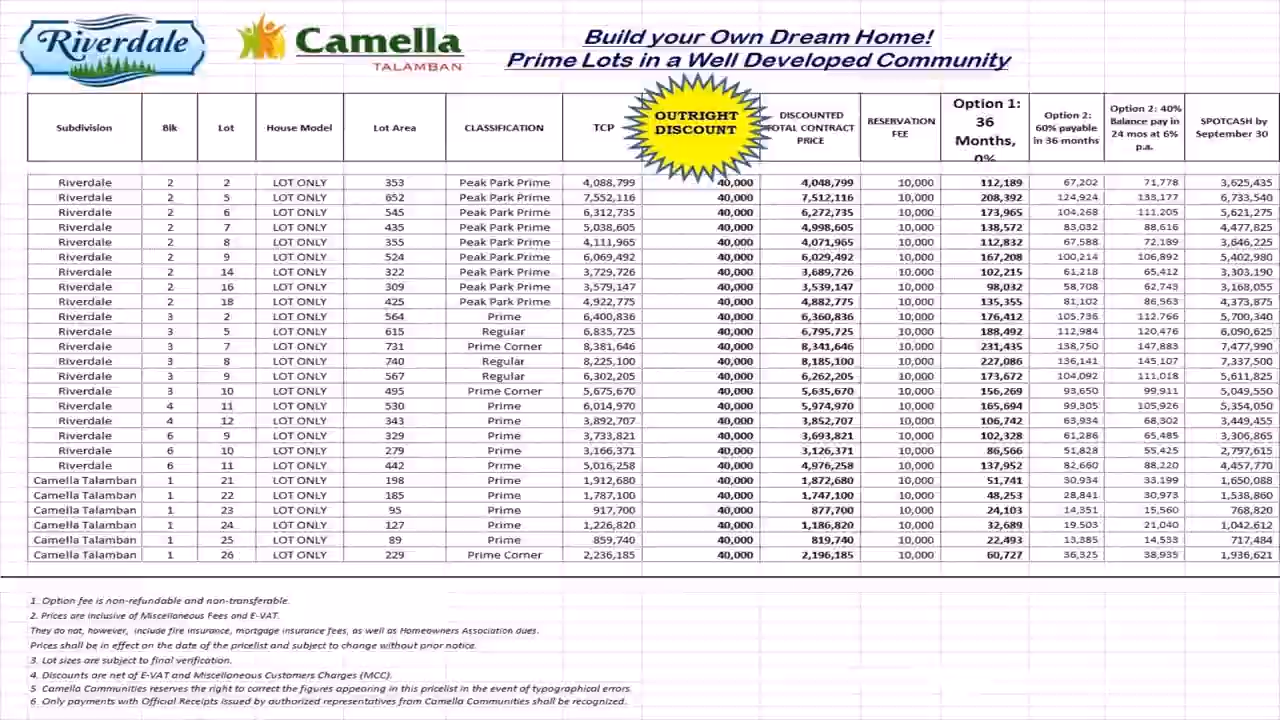 Riverdale
Camella
TALAMBAN
Build your Own Dream Home!
Prime Lots in a Well Developed Community
Subdivision Blk Lot House Model Lot Area CLASSIFICATION TCP OUTRIGHT DISCOUNT DISCOUNTED TOTAL CONTRACT PRICE RESERVATION FEE Option 1: 36 Months, 0% Option 2: 60% payable in 36 months Option 2: 40% Balance pay in 24 mos at 6% p.a. SPOTCASH by September 30
Riverdale 2 2 LOT ONLY 353 Peak Park Prime 4,088,799 40,000 4,048,799 10,000 112,189 67,202 71,778 3,625,435
Riverdale 2 5 LOT ONLY 652 Peak Park Prime 7,552,116 40,000 7,512,116 10,000 208,392 124,924 133,177 6,733,540
Riverdale 2 6 LOT ONLY 545 Peak Park Prime 6,312,735 40,000 6,272,735 10,000 173,965 104,268 111,205 5,621,275
Riverdale 2 7 LOT ONLY 435 Peak Park Prime 5,038,605 40,000 4,998,605 10,000 138,572 83,032 88,616 4,477,825
Riverdale 2 8 LOT ONLY 355 Peak Park Prime 4,111,965 40,000 4,071,965 10,000 112,832 67,588 72,189 3,646,225
Riverdale 2 9 LOT ONLY 524 Peak Park Prime 6,069,492 40,000 6,029,492 10,000 167,208 100,214 106,892 5,402,980
Riverdale 2 14 LOT ONLY 322 Peak Park Prime 3,729,726 40,000 3,689,726 10,000 102,215 61,218 65,412 3,303,190
Riverdale 2 16 LOT ONLY 309 Peak Park Prime 3,579,147 40,000 3,539,147 10,000 98,032 58,708 62,743 3,168,055
Riverdale 2 18 LOT ONLY 425 Peak Park Prime 4,922,775 40,000 4,882,775 10,000 135,355 81,102 86,563 4,373,875
Riverdale 3 2 LOT ONLY 564 Prime 6,400,836 40,000 6,360,836 10,000 176,412 105,736 112,766 5,700,340
Riverdale 3 5 LOT ONLY 615 Regular 6,835,725 40,000 6,795,725 10,000 188,492 112,984 120,476 6,090,625
Riverdale 3 7 LOT ONLY 731 Prime Corner 8,381,646 40,000 8,341,646 10,000 231,435 138,750 147,883 7,477,990
Riverdale 3 8 LOT ONLY 740 Regular 8,225,100 40,000 8,185,100 10,000 227,086 136,141 145,107 7,337,500
Riverdale 3 9 LOT ONLY 567 Regular 6,302,205 40,000 6,262,205 10,000 173,672 104,092 111,018 5,611,825
Riverdale 3 10 LOT ONLY 495 Prime Corner 5,675,670 40,000 5,635,670 10,000 156,269 93,650 99,911 5,049,550
Riverdale 4 11 LOT ONLY 530 Prime 6,014,970 40,000 5,974,970 10,000 165,694 99,305 105,926 5,354,050
Riverdale 4 12 LOT ONLY 343 Prime 3,892,707 40,000 3,852,707 10,000 106,742 63,934 68,302 3,449,455
Riverdale 6 9 LOT ONLY 329 Prime 3,733,821 40,000 3,693,821 10,000 102,328 61,286 65,485 3,306,865
Riverdale 6 10 LOT ONLY 279 Prime 3,166,371 40,000 3,126,371 10,000 86,566 51,828 55,425 2,797,615
Riverdale 6 11 LOT ONLY 442 Prime 5,016,258 40,000 4,976,258 10,000 137,952 82,660 88,220 4,457,770
Camella Talamban 1 21 LOT ONLY 198 Prime 1,912,680 40,000 1,872,680 10,000 51,741 30,934 33,199 1,650,088
Camella Talamban 1 22 LOT ONLY 185 Prime 1,787,100 40,000 1,747,100 10,000 48,253 28,841 30,973 1,538,860
Camella Talamban 1 23 LOT ONLY 95 Prime 917,700 40,000 877,700 10,000 24,103 14,351 15,560 768,820
Camella Talamban 1 24 LOT ONLY 127 Prime 1,226,820 40,000 1,186,820 10,000 32,689 19,503 21,040 1,042,612
Camella Talamban 1 25 LOT ONLY 89 Prime 859,740 40,000 819,740 10,000 22,493 13,385 14,533 717,484
Camella Talamban 1 26 LOT ONLY 229 Prime Corner 2,236,185 40,000 2,196,185 10,000 60,727 36,325 38,935 1,936,621
1. Option fee is non-refundable and non-transferable.
2. Prices are inclusive of Miscellaneous Fees and E-VAT.
They do not, however, include fire insurance, mortgage insurance fees, as well as Homeowners Association dues.
Prices shall be in effect on the date of the pricelist and subject to change without prior notice.
3. Lot sizes are subject to final verification.
4. Discounts are net of E-VAT and Miscellaneous Customers Charges (MCC).
5 Camella Communities reserves the right to correct the figures appearing in this pricelist in the event of typographical errors.
6. Only payments with Official Receipts issued by authorized representatives from Camella Communities shall be recognized.